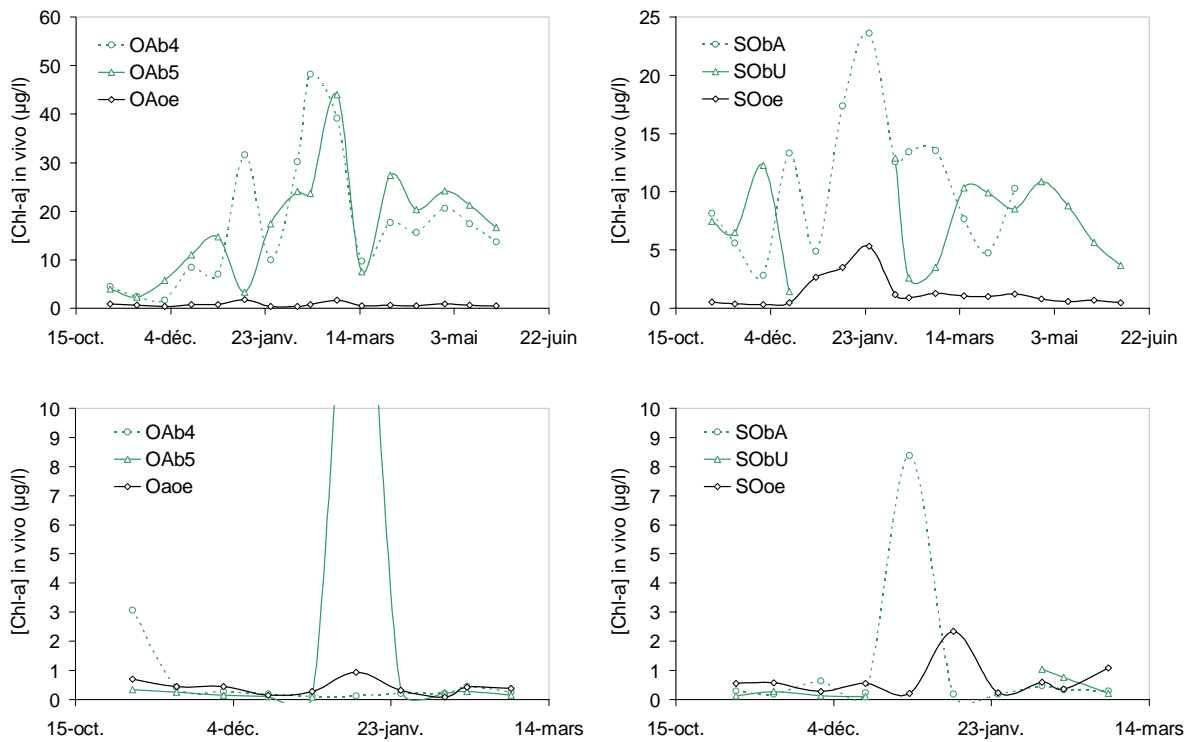 [Chl-a] in vivo (µg/l)
60
50
40
30
20
10
0
OAb4
OAb5
OAoe
15-oct. 4-déc. 23-janv. 14-mars 3-mai 22-juin
[Chl-a] in vivo (µg/l)
25
20
15
10
5
0
SObA
SObU
SOoe
15-oct. 4-déc. 23-janv. 14-mars 3-mai 22-juin
[Chl-a] in vivo (µg/l)
10
9
8
7
6
5
4
3
2
1
0
OAb4
OAb5
Oaoe
15-oct. 4-déc. 23-janv. 14-mars
[Chl-a] in vivo (µg/l)
10
9
8
7
6
5
4
3
2
1
0
SObA
SObU
SOoe
15-oct. 4-déc. 23-janv. 14-mars